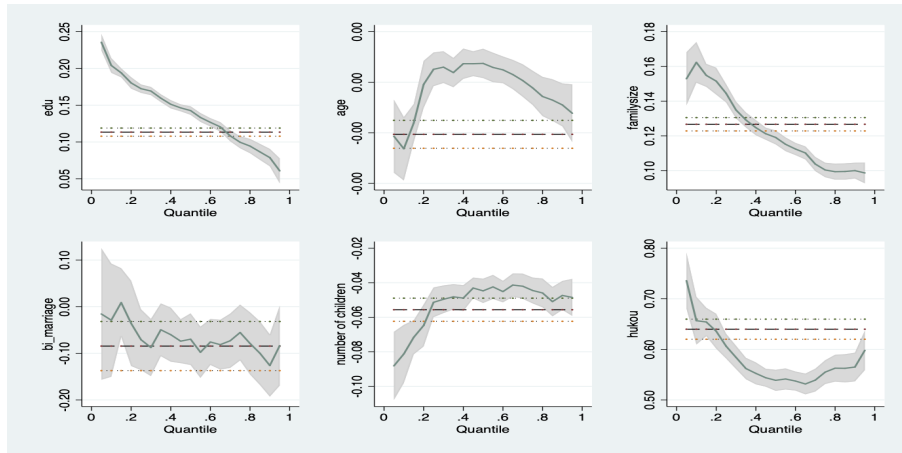 edu
0.25
0.20
0.15
0.10
0.05
0 .2 .4 .6 .8 1
Quantile
age
0.00
0.00
-0.00
-0.00
0 .2 .4 .6 .8 1
Quantile
familysize
0.18
0.16
0.14
0.12
0.10
0 .2 .4 .6 .8 1
Quantile
bi_marriage
0.10
0.00
-0.10
-0.20
0 .2 .4 .6 .8 1
Quantile
number of children
-0.02
-0.04
-0.06
-0.08
-0.10
0 .2 .4 .6 .8 1
Quantile
hukou
0.80
0.70
0.60
0.50
0 .2 .4 .6 .8 1
Quantile